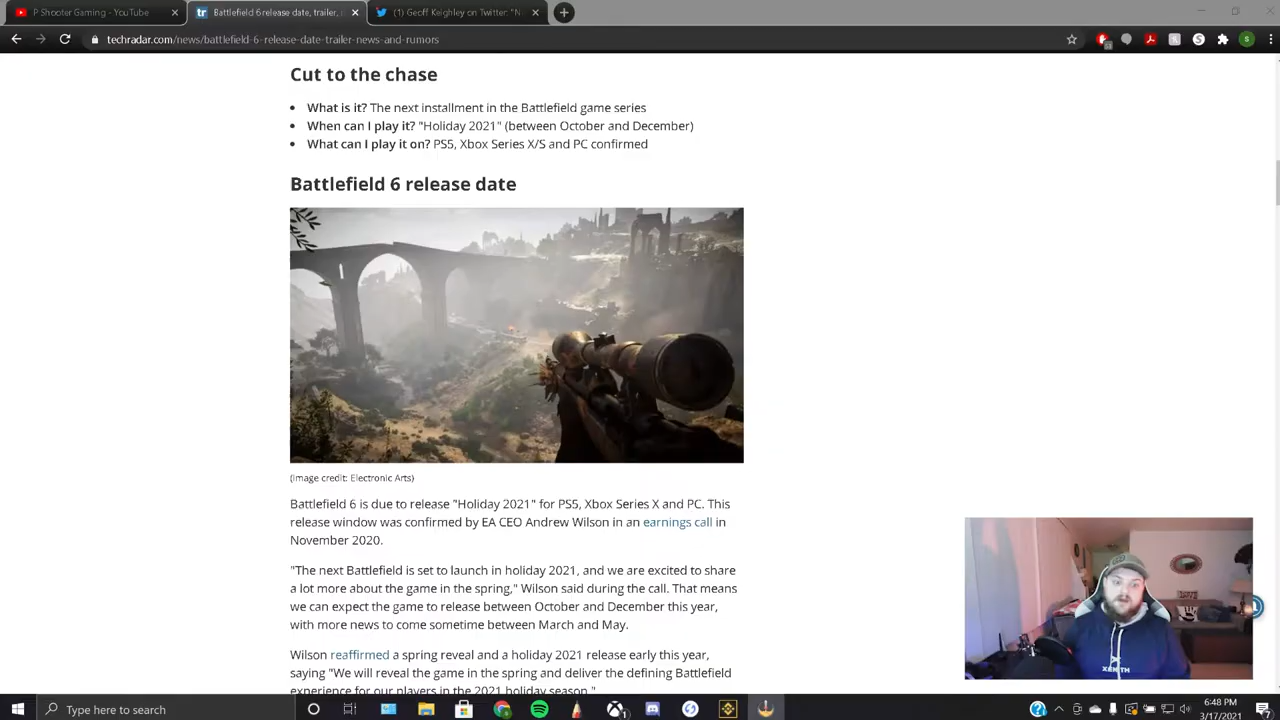 P Shooter Gaming - YouTube
Battlefield 6 release date, trailer,
(1) Geoff Keighley on Twitter: "N
techradar.com/news/battlefield-6-release-date-trailer-news-and-rumors
Cut to the chase
• What is it? The next installment in the Battlefield game series
• When can I play it? "Holiday 2021" (between October and December)
• What can I play it on? PS5, Xbox Series X/S and PC confirmed
Battlefield 6 release date
(Image credit: Electronic Arts)
Battlefield 6 is due to release "Holiday 2021" for PS5, Xbox Series X and PC. This
release window was confirmed by EA CEO Andrew Wilson in an earnings call in
November 2020.
"The next Battlefield is set to launch in holiday 2021, and we are excited to share
a lot more about the game in the spring," Wilson said during the call. That means
we can expect the game to release between October and December this year,
with more news to come sometime between March and May.
Wilson reaffirmed a spring reveal and a holiday 2021 release early this year,
saying "We will reveal the game in the spring and deliver the defining Battlefield
experience for our players in the 2021 holiday season."
Type here to search
6:48 PM
3/17/2021